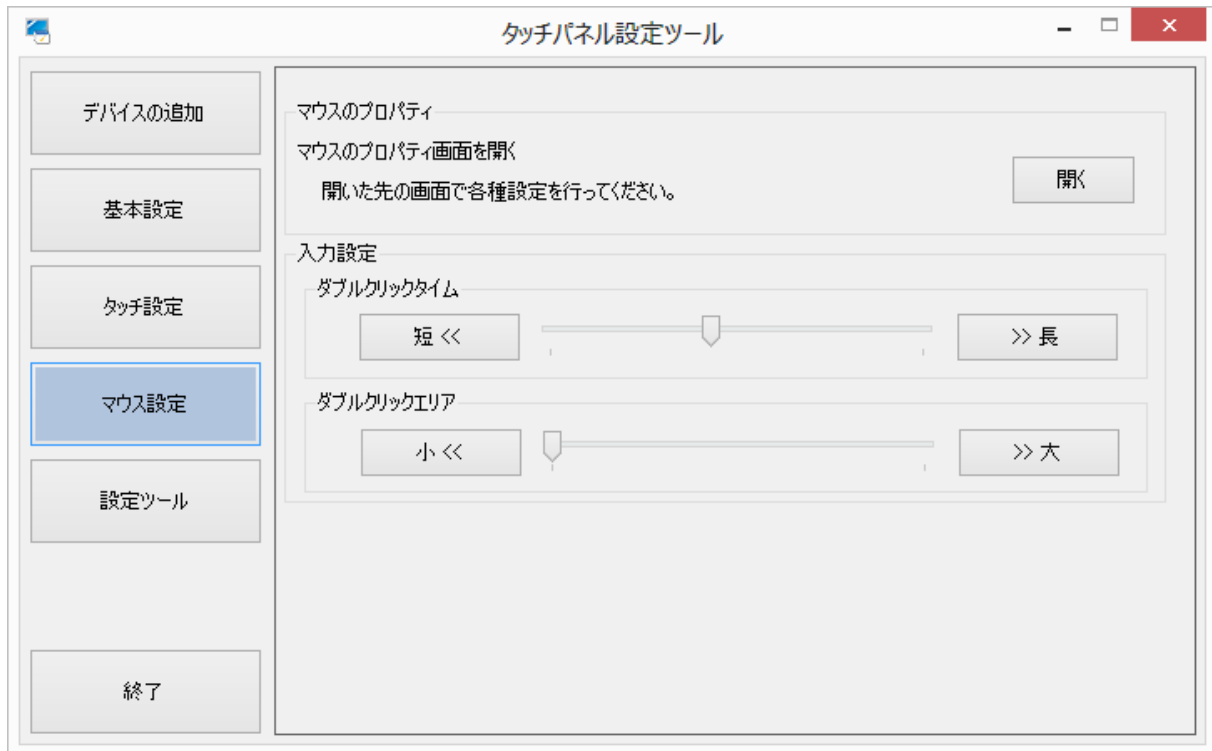 タッチパネル設定ツール
デバイスの追加
基本設定
タッチ設定
マウス設定
設定ツール
終了
マウスのプロパティ
マウスのプロパティ画面を開く
開いた先の画面で各種設定を行ってください。
開く
入力設定
ダブルクリックタイム
短 <<
>> 長
ダブルクリックエリア
小 <<
>> 大